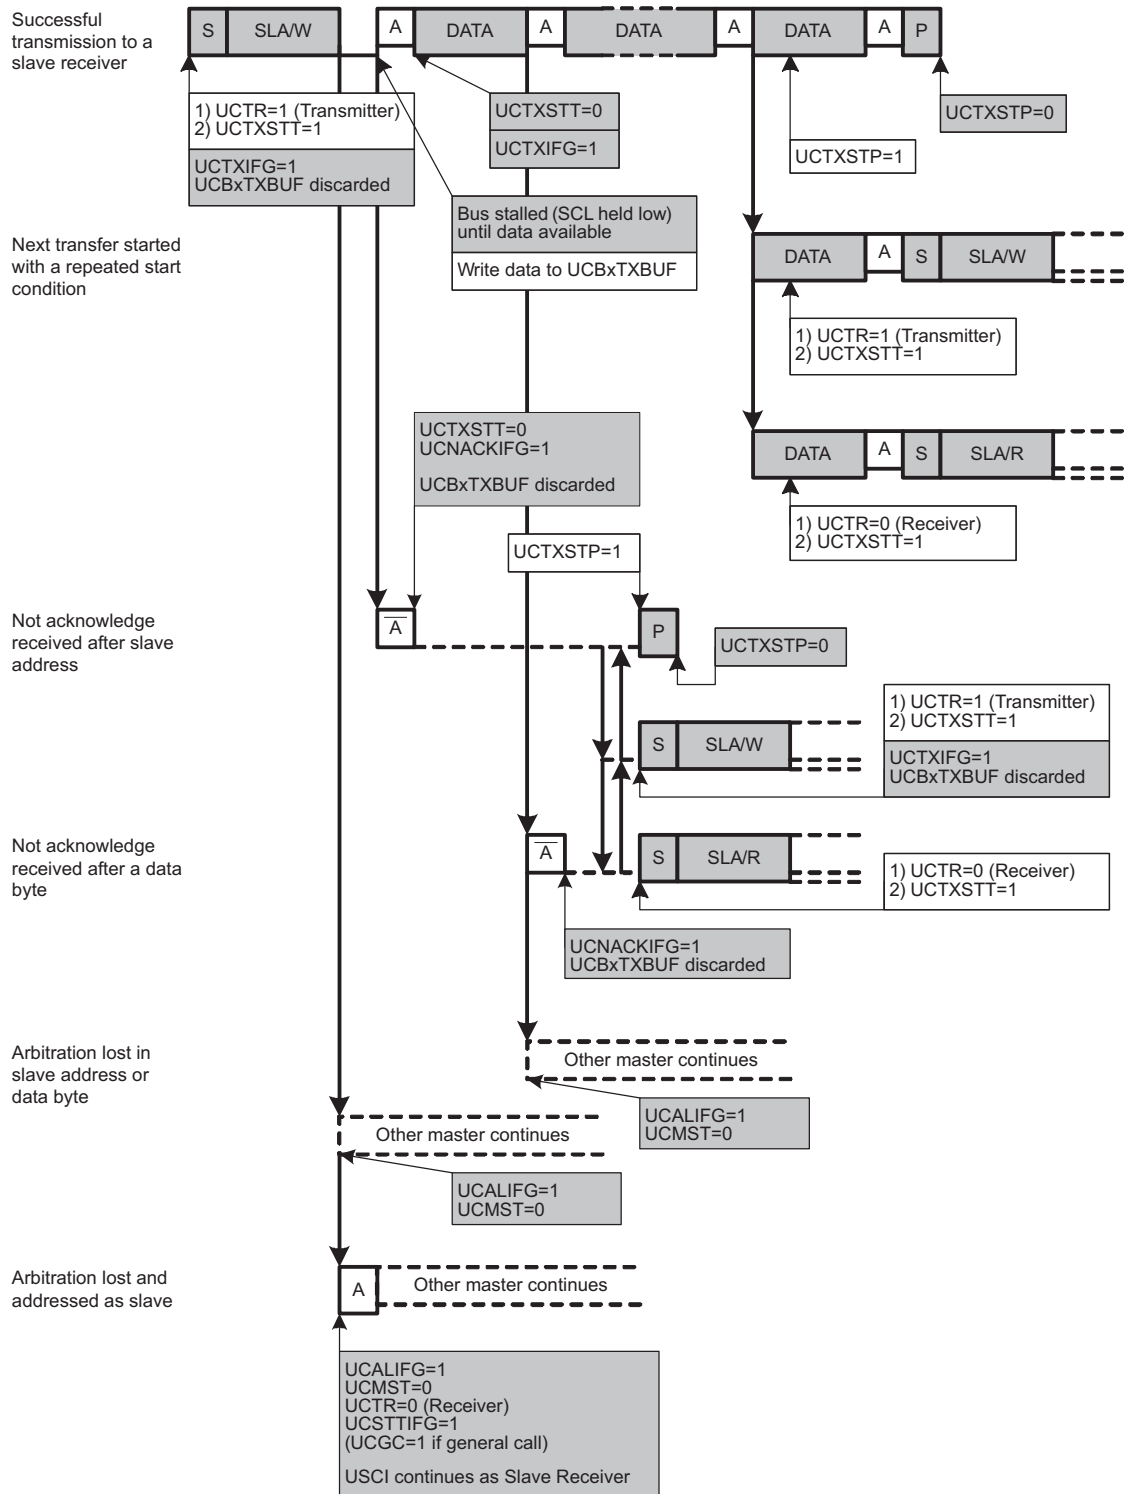 Successful
transmission to a
slave receiver
S SLA/W A DATA A DATA A DATA A P
1) UCTR=1 (Transmitter)
2) UCTXSTT=1
UCTXIFG=1
UCBxTXBUF discarded
UCTXSTT=0
UCTXIFG=1
UCTXSTP=0
UCTXSTP=1
Bus stalled (SCL held low)
until data available
Write data to UCBxTXBUF
Next transfer started
with a repeated start
condition
DATA A S SLA/W
1) UCTR=1 (Transmitter)
2) UCTXSTT=1
DATA A S SLA/R
1) UCTR=0 (Receiver)
2) UCTXSTT=1
UCTXSTT=0
UCNACKIFG=1
UCBxTXBUF discarded
UCTXSTP=1
Not acknowledge
received after slave
address
A̅ P
UCTXSTP=0
S SLA/W
1) UCTR=1 (Transmitter)
2) UCTXSTT=1
UCTXIFG=1
UCBxTXBUF discarded
Not acknowledge
received after a data
byte
A̅ S SLA/R
1) UCTR=0 (Receiver)
2) UCTXSTT=1
UCNACKIFG=1
UCBxTXBUF discarded
Arbitration lost in
slave address or
data byte
Other master continues
UCALIFG=1
UCMST=0
Other master continues
UCALIFG=1
UCMST=0
Arbitration lost and
addressed as slave
A Other master continues
UCALIFG=1
UCMST=0
UCTR=0 (Receiver)
UCSTTIFG=1
(UCGC=1 if general call)
USCI continues as Slave Receiver